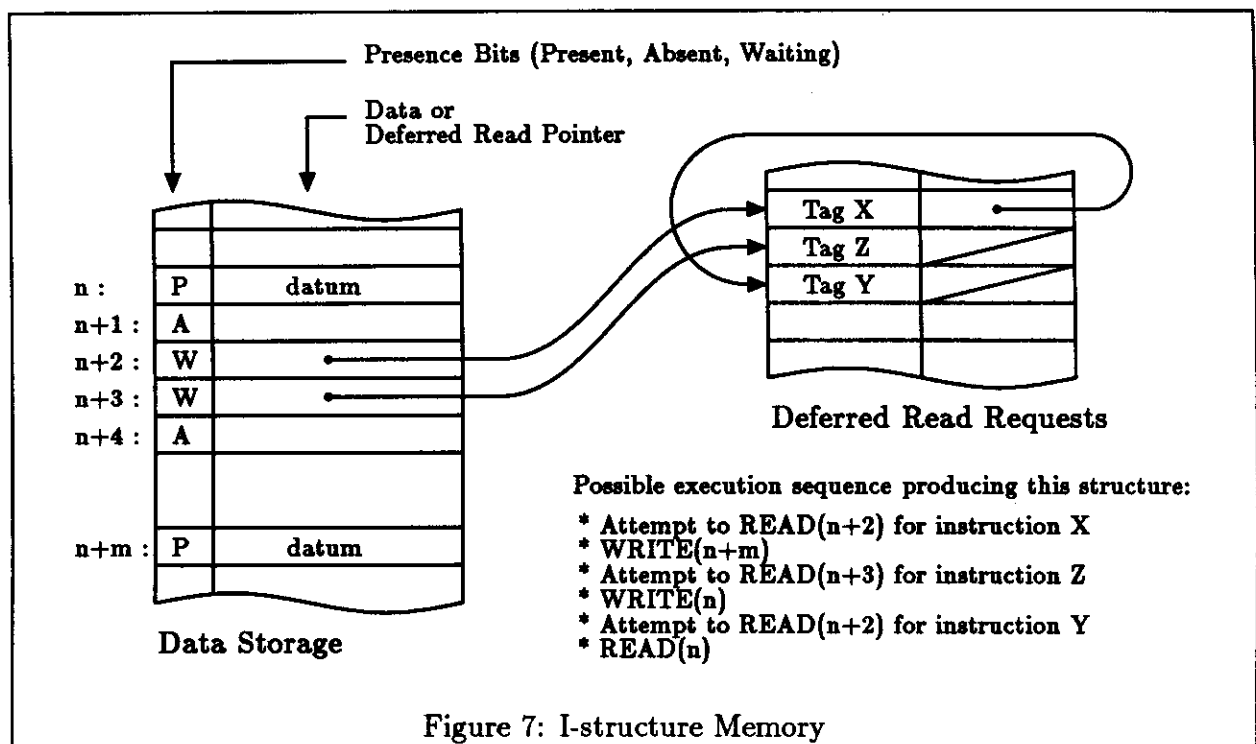 Presence Bits (Present, Absent, Waiting)
Data or
Deferred Read Pointer
n : P datum
n+1 : A
n+2 : W
n+3 : W
n+4 : A
n+m : P datum
Data Storage
Tag X
Tag Z
Tag Y
Deferred Read Requests
Possible execution sequence producing this structure:
* Attempt to READ(n+2) for instruction X
* WRITE(n+m)
* Attempt to READ(n+3) for instruction Z
* WRITE(n)
* Attempt to READ(n+2) for instruction Y
* READ(n)
Figure 7: I-structure Memory